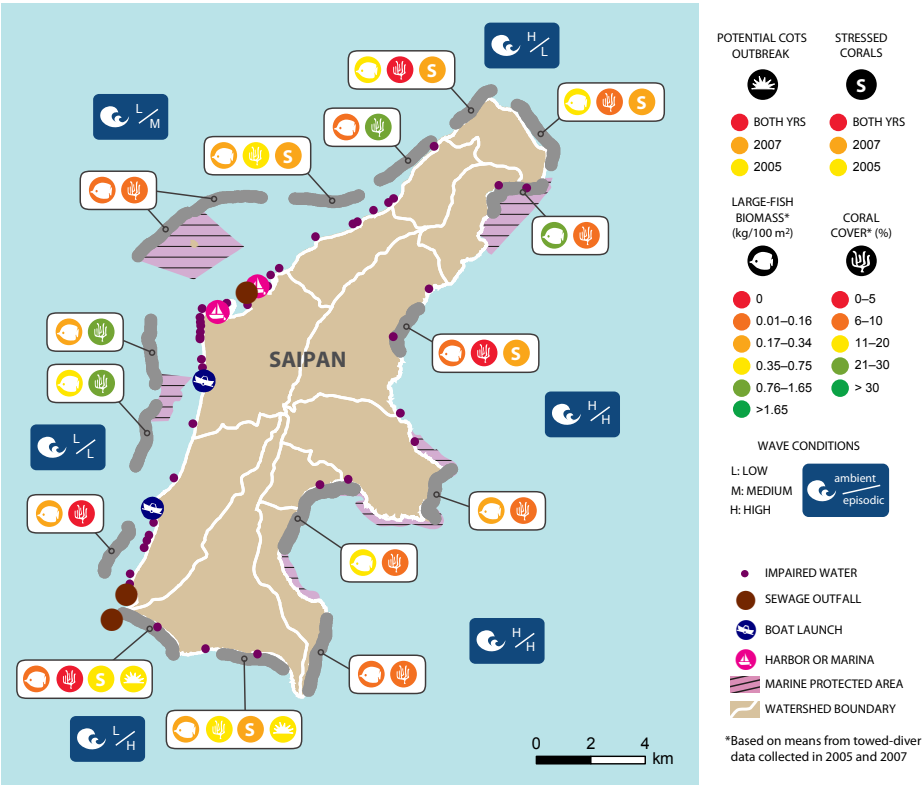 H/L
S
L/M
S
S
SAIPAN
S
H/H
L/L
H/H
S
S
L/H
0 2 4 km
POTENTIAL COTS
OUTBREAK
BOTH YRS
2007
2005
STRESSED
CORALS
S
BOTH YRS
2007
2005
LARGE-FISH
BIOMASS*
(kg/100 m²)
0
0.01–0.16
0.17–0.34
0.35–0.75
0.76–1.65
>1.65
CORAL
COVER* (%)
0–5
6–10
11–20
21–30
> 30
WAVE CONDITIONS
L: LOW
M: MEDIUM
H: HIGH
ambient
episodic
IMPAIRED WATER
SEWAGE OUTFALL
BOAT LAUNCH
HARBOR OR MARINA
MARINE PROTECTED AREA
WATERSHED BOUNDARY
*Based on means from towed-diver
data collected in 2005 and 2007